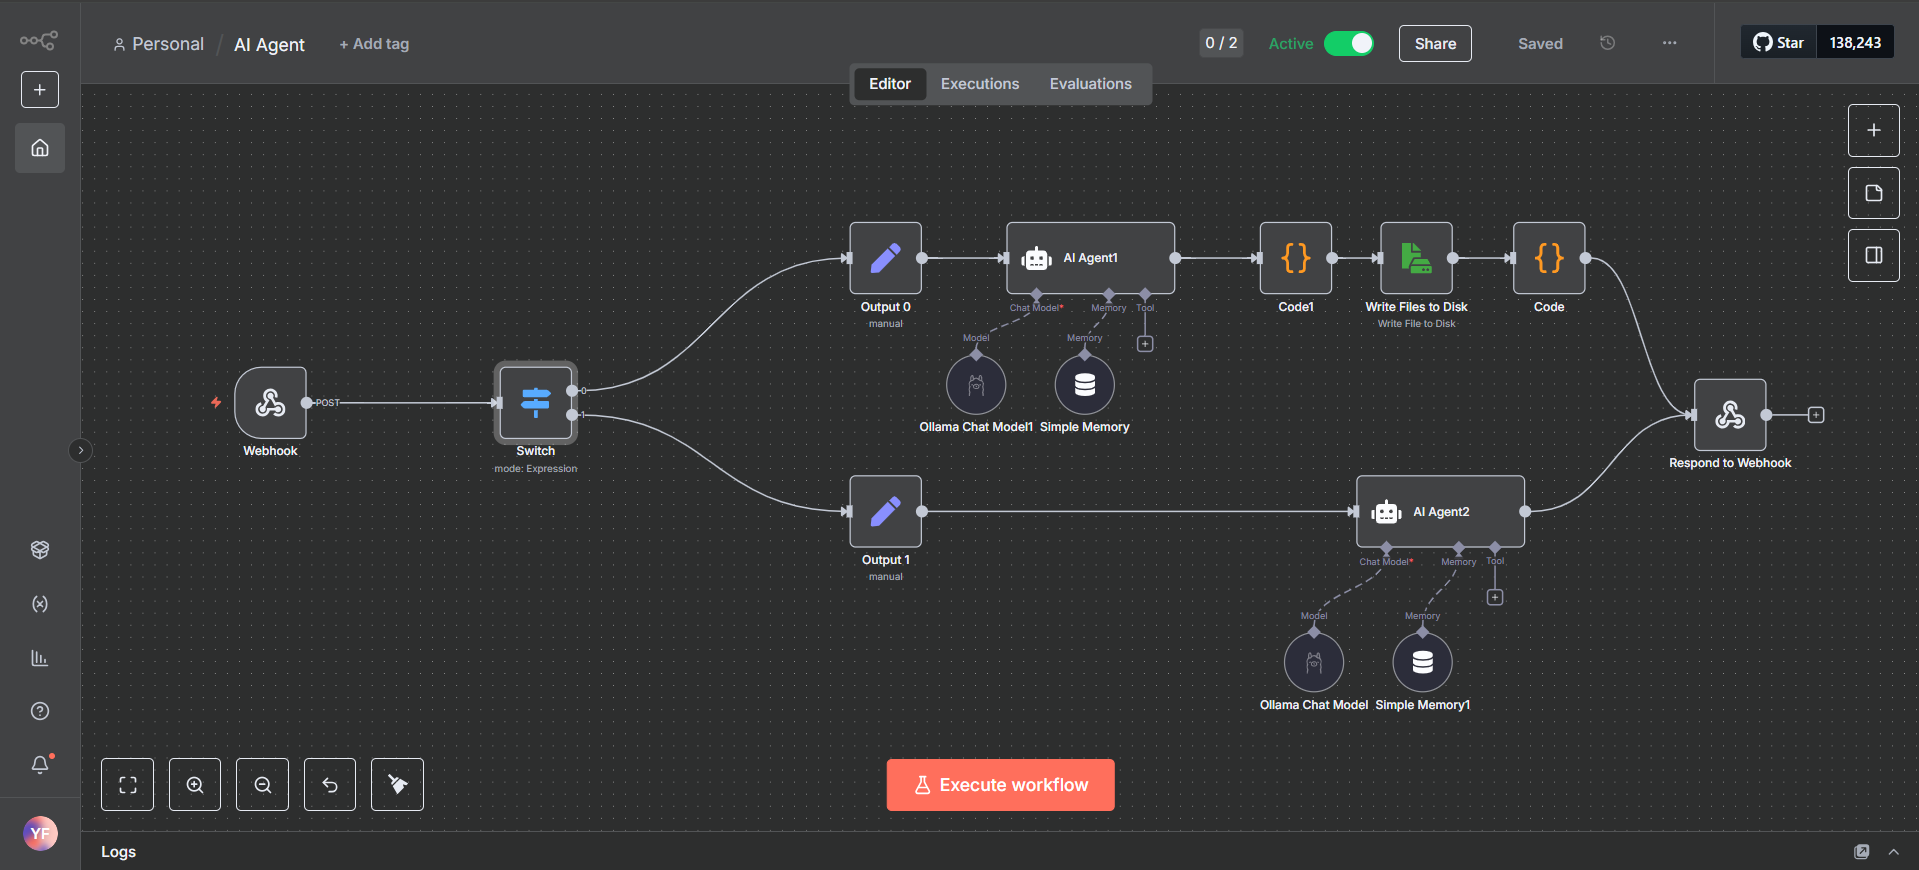 Personal / AI Agent + Add tag
0 / 2 Active Share Saved
Star 138,243
Editor Executions Evaluations
Output 0
manual
AI Agent1
Chat Model* Memory Tool
Model Memory
Ollama Chat Model1 Simple Memory
Code1
Write Files to Disk
Write File to Disk
Code
POST
Webhook
0
1
Switch
mode: Expression
Respond to Webhook
Output 1
manual
AI Agent2
Chat Model* Memory Tool
Model Memory
Ollama Chat Model Simple Memory1
Execute workflow
YF
Logs